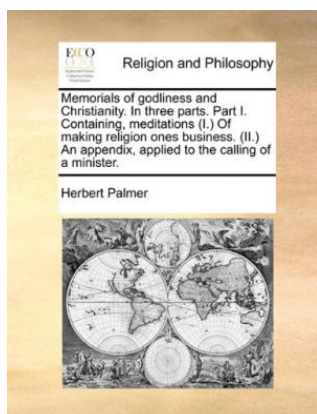 ECCO
Religion and Philosophy
Memorials of godliness and
Christianity. In three parts. Part I.
Containing, meditations (I.) Of
making religion ones business. (II.)
An appendix, applied to the calling of
a minister.
Herbert Palmer